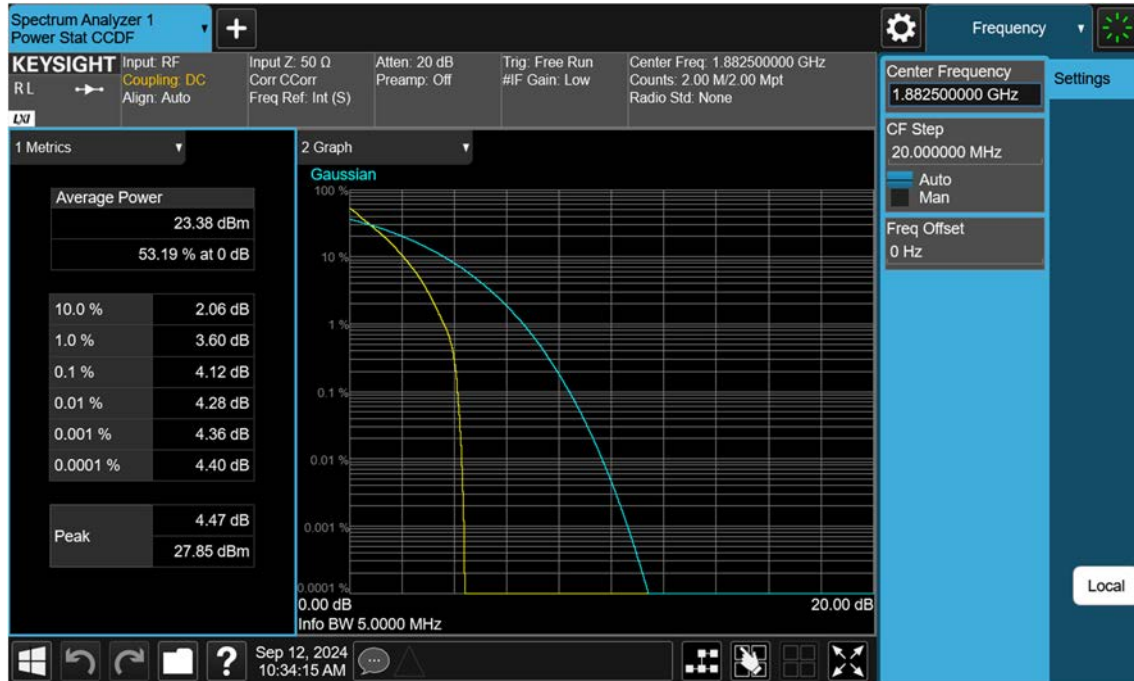 Spectrum Analyzer 1
Power Stat CCDF
Frequency
KEYSIGHT
R L
LXI
Input: RF
Coupling: DC
Align: Auto
Input Z: 50 Ω
Corr CCorr
Freq Ref: Int (S)
Atten: 20 dB
Preamp: Off
Trig: Free Run
#IF Gain: Low
Center Freq: 1.882500000 GHz
Counts: 2.00 M/2.00 Mpt
Radio Std: None
1 Metrics
Average Power
23.38 dBm
53.19 % at 0 dB
10.0 % 2.06 dB
1.0 % 3.60 dB
0.1 % 4.12 dB
0.01 % 4.28 dB
0.001 % 4.36 dB
0.0001 % 4.40 dB
Peak
4.47 dB
27.85 dBm
2 Graph
Gaussian
100 %
10 %
1 %
0.1 %
0.01 %
0.001 %
0.0001 %
0.00 dB 20.00 dB
Info BW 5.0000 MHz
Center Frequency
1.882500000 GHz
CF Step
20.000000 MHz
Auto
Man
Freq Offset
0 Hz
Settings
Local
?
Sep 12, 2024
10:34:15 AM